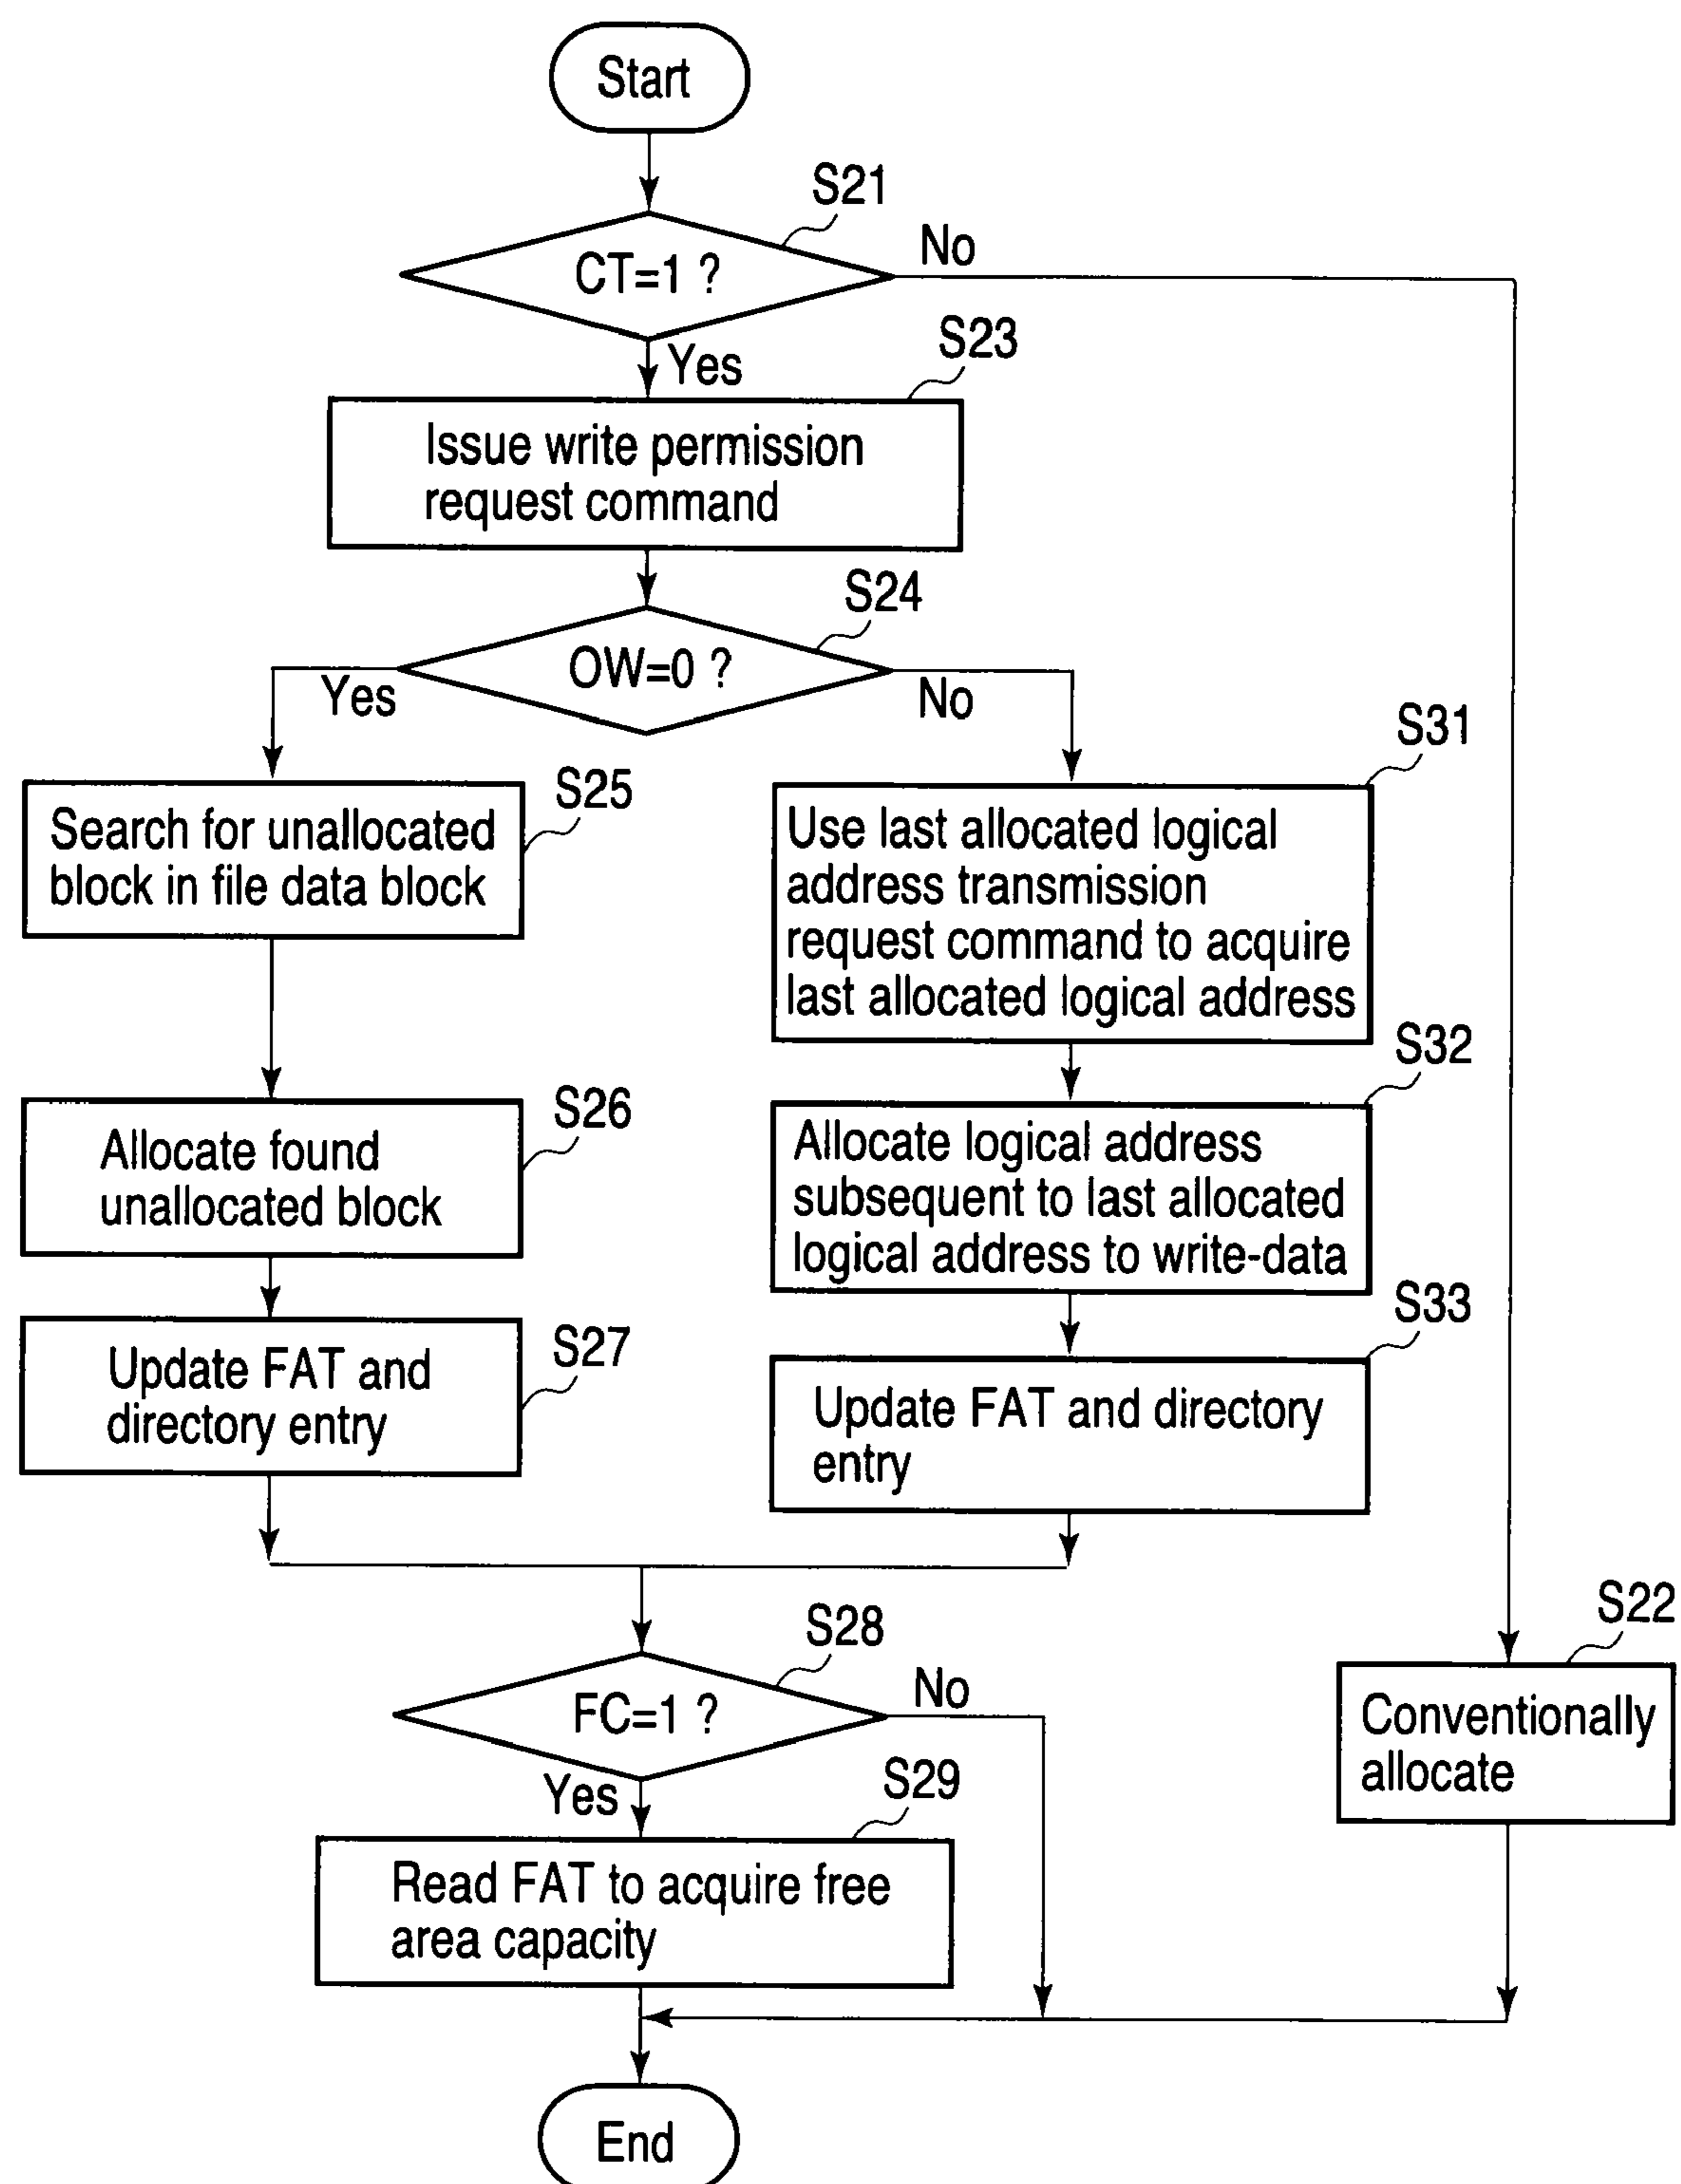 Start
S21
CT=1 ?
No
Yes
S23
Issue write permission
request command
S24
OW=0 ?
Yes
No
S25
Search for unallocated
block in file data block
S31
Use last allocated logical
address transmission
request command to acquire
last allocated logical address
S26
Allocate found
unallocated block
S32
Allocate logical address
subsequent to last allocated
logical address to write-data
S27
Update FAT and
directory entry
S33
Update FAT and directory
entry
S28
FC=1 ?
No
Yes
S22
Conventionally
allocate
S29
Read FAT to acquire free
area capacity
End